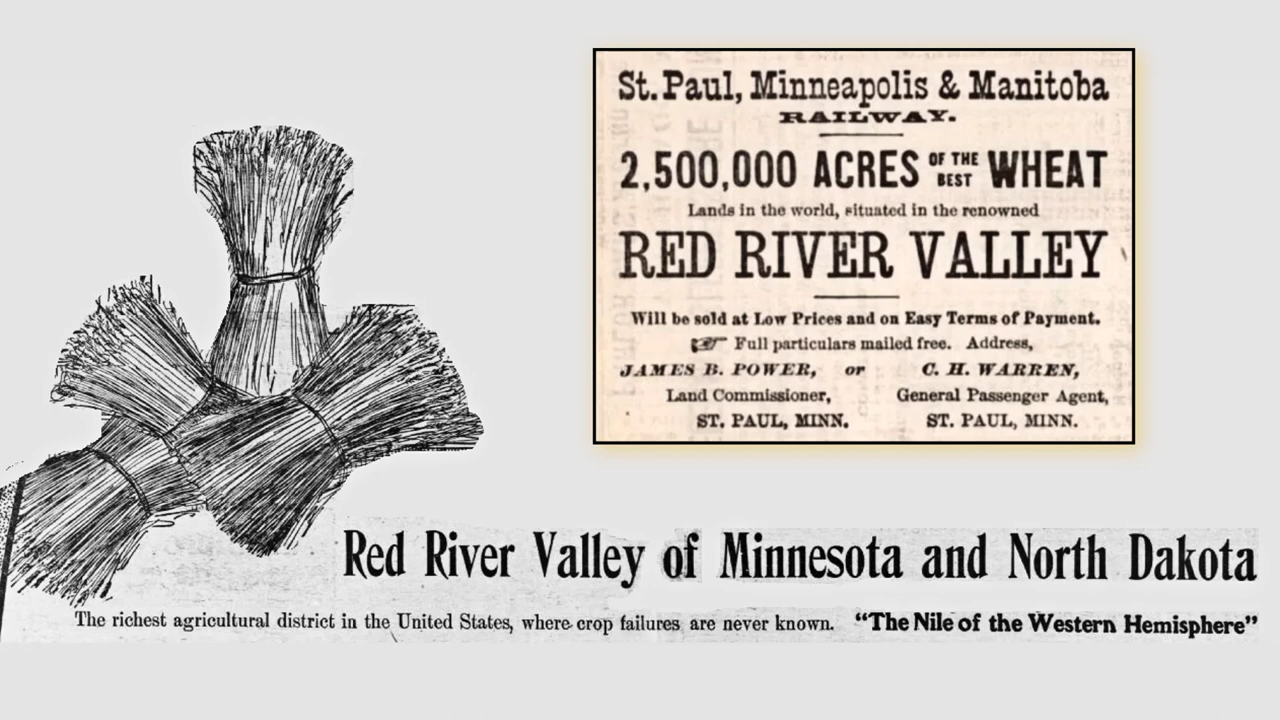 St. Paul, Minneapolis & Manitoba
RAILWAY.
2,500,000 ACRES OF THE BEST WHEAT
Lands in the world, situated in the renowned
RED RIVER VALLEY
Will be sold at Low Prices and on Easy Terms of Payment.
☞ Full particulars mailed free. Address,
JAMES B. POWER, or C. H. WARREN,
Land Commissioner, General Passenger Agent,
ST. PAUL, MINN. ST. PAUL, MINN.
Red River Valley of Minnesota and North Dakota
The richest agricultural district in the United States, where crop failures are never known. “The Nile of the Western Hemisphere”